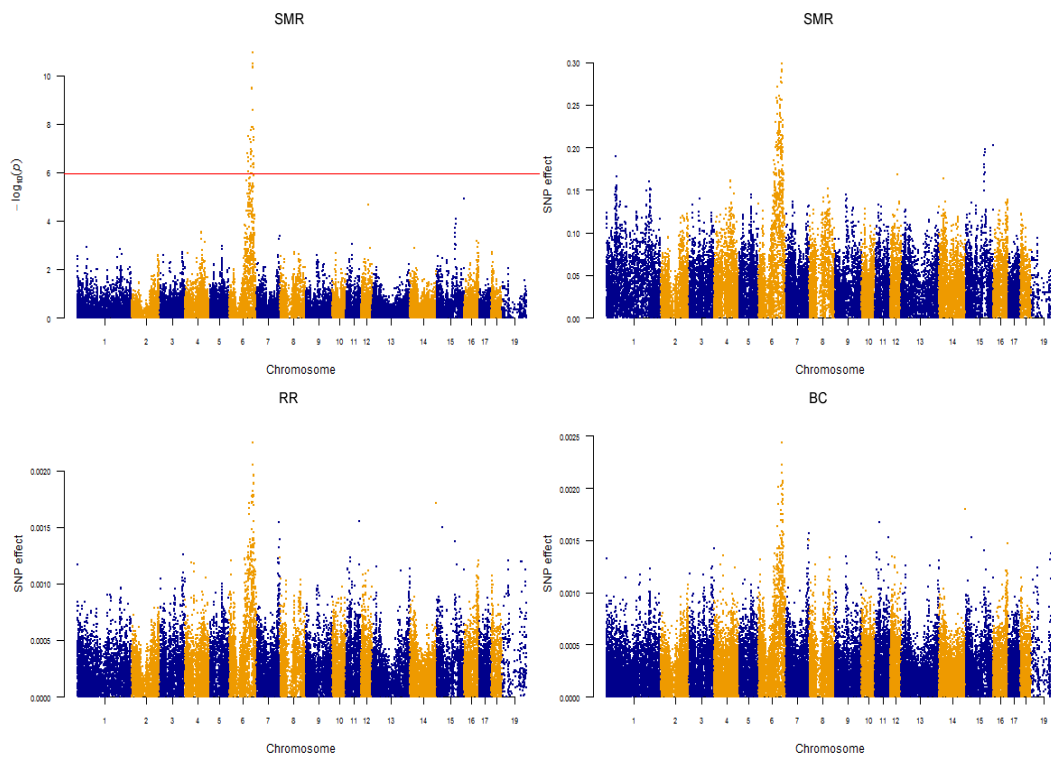 SMR
− log₁₀(p)
10
8
6
4
2
0
1 2 3 4 5 6 7 8 9 10 11 12 13 14 15 16 17 19
Chromosome
SMR
SNP effect
0.30
0.25
0.20
0.15
0.10
0.05
0.00
1 2 3 4 5 6 7 8 9 10 11 12 13 14 15 16 17 19
Chromosome
RR
SNP effect
0.0020
0.0015
0.0010
0.0005
0.0000
1 2 3 4 5 6 7 8 9 10 11 12 13 14 15 16 17 19
Chromosome
BC
SNP effect
0.0025
0.0020
0.0015
0.0010
0.0005
0.0000
1 2 3 4 5 6 7 8 9 10 11 12 13 14 15 16 17 19
Chromosome